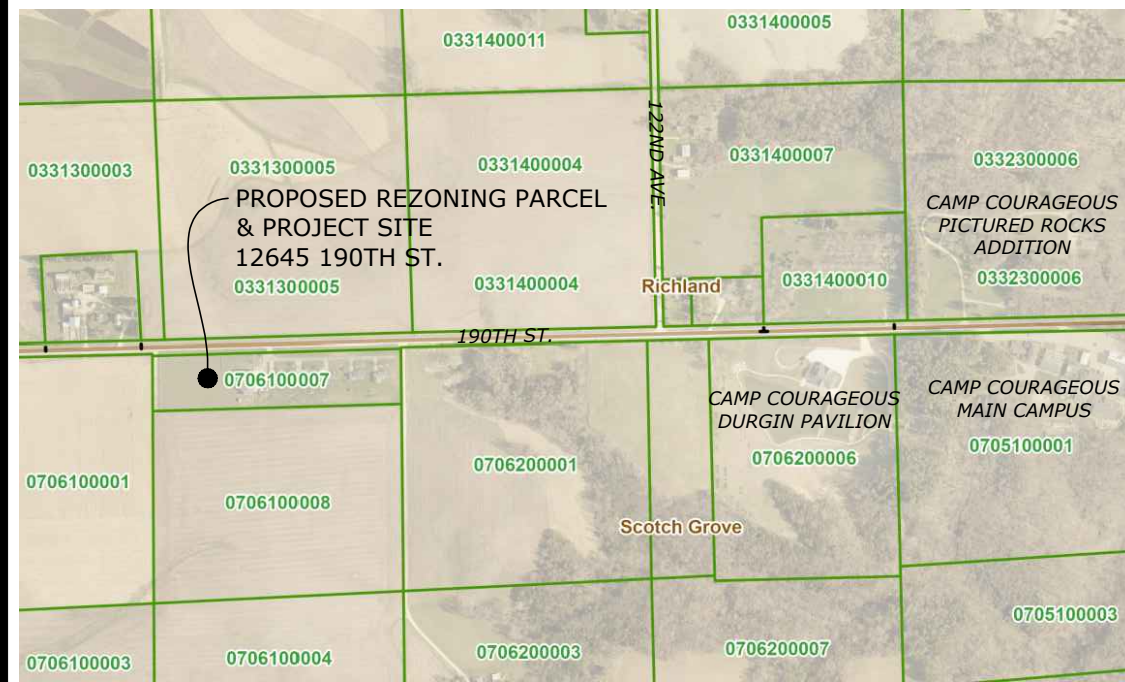 0331400011
0331400005
122ND AVE.
0331300003
0331300005
0331400004
0331400007
0332300006
PROPOSED REZONING PARCEL
& PROJECT SITE
12645 190TH ST.
CAMP COURAGEOUS
PICTURED ROCKS
ADDITION
0331300005
0331400004
Richland
0331400010
0332300006
190TH ST.
0706100007
CAMP COURAGEOUS
DURGIN PAVILION
CAMP COURAGEOUS
MAIN CAMPUS
0706100001
0706100008
0706200001
0706200006
0705100001
Scotch Grove
0706100003
0706100004
0706200003
0706200007
0705100003